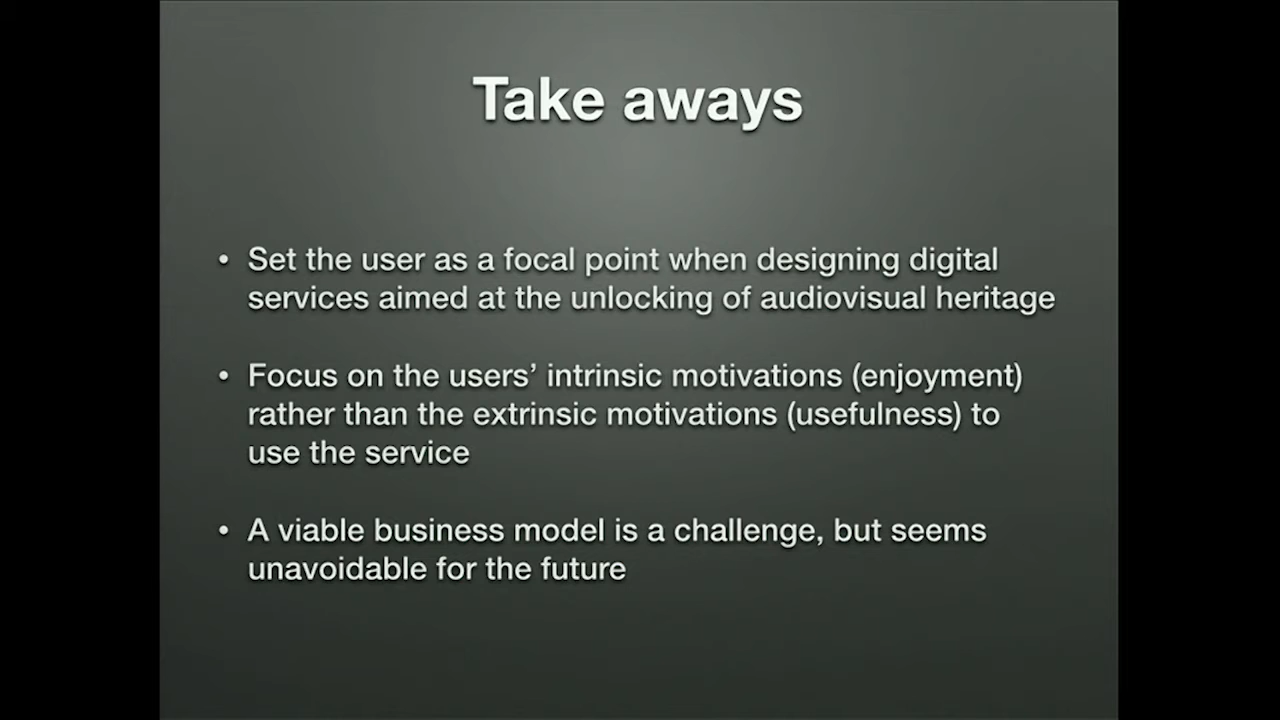 Take aways
• Set the user as a focal point when designing digital
services aimed at the unlocking of audiovisual heritage
• Focus on the users’ intrinsic motivations (enjoyment)
rather than the extrinsic motivations (usefulness) to
use the service
• A viable business model is a challenge, but seems
unavoidable for the future